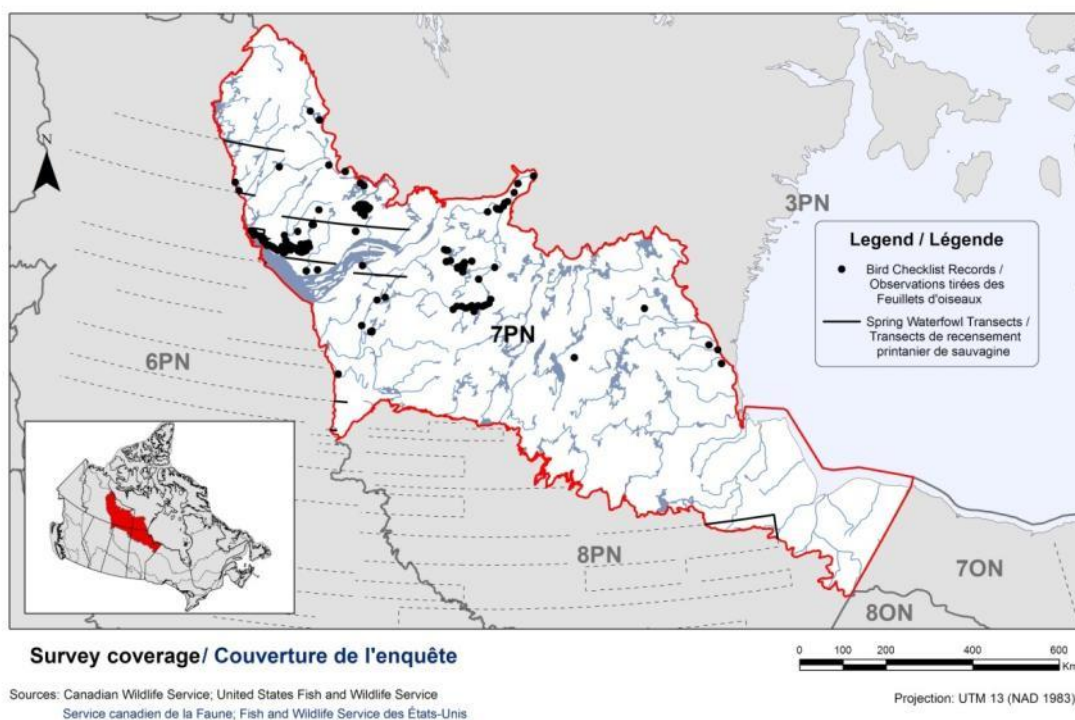 N
3PN
Legend / Légende
Bird Checklist Records /
Observations tirées des
Feuillets d'oiseaux
Spring Waterfowl Transects /
Transects de recensement
printanier de sauvagine
7PN
6PN
8PN
7ON
8ON
Survey coverage/ Couverture de l'enquête
0 100 200 400 600
Km
Sources: Canadian Wildlife Service; United States Fish and Wildlife Service
Service canadien de la Faune; Fish and Wildlife Service des États-Unis
Projection: UTM 13 (NAD 1983)